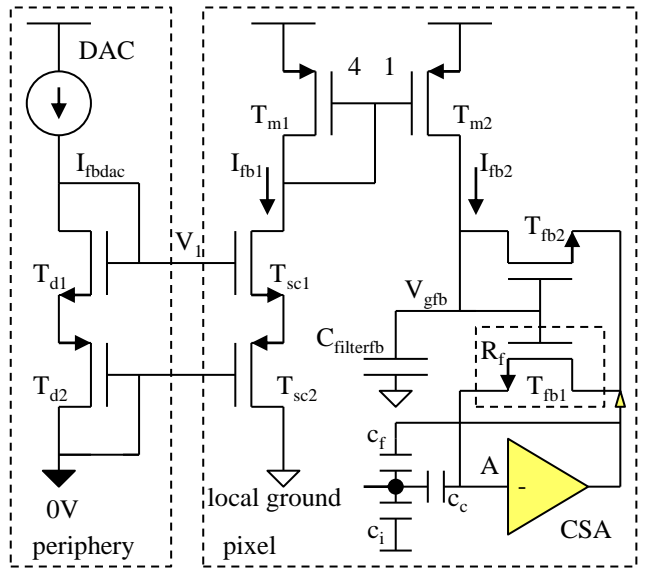 DAC
4 1
T_m1
T_m2
I_fbdac
I_fb1
I_fb2
T_fb2
V_1
T_d1
T_sc1
V_gfb
C_filterfb
R_f
T_fb1
T_d2
T_sc2
c_f
A
-
c_c
0V
local ground
c_i
CSA
periphery
pixel